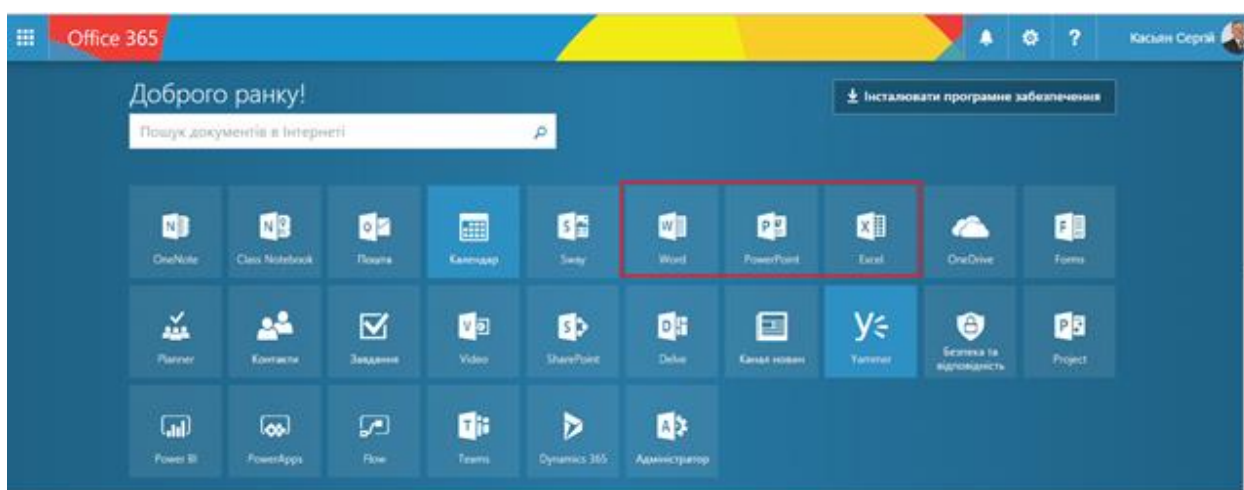 Office 365
Касьян Сергій
Доброго ранку!
Інсталювати програмне забезпечення
Пошук документів в Інтернеті
OneNote
Class Notebook
Пошта
Календар
Sway
Word
PowerPoint
Excel
OneDrive
Forms
Planner
Контакти
Завдання
Video
SharePoint
Delve
Канал новин
Yammer
Безпека та
відповідність
Project
Power BI
PowerApps
Flow
Teams
Dynamics 365
Адміністратор